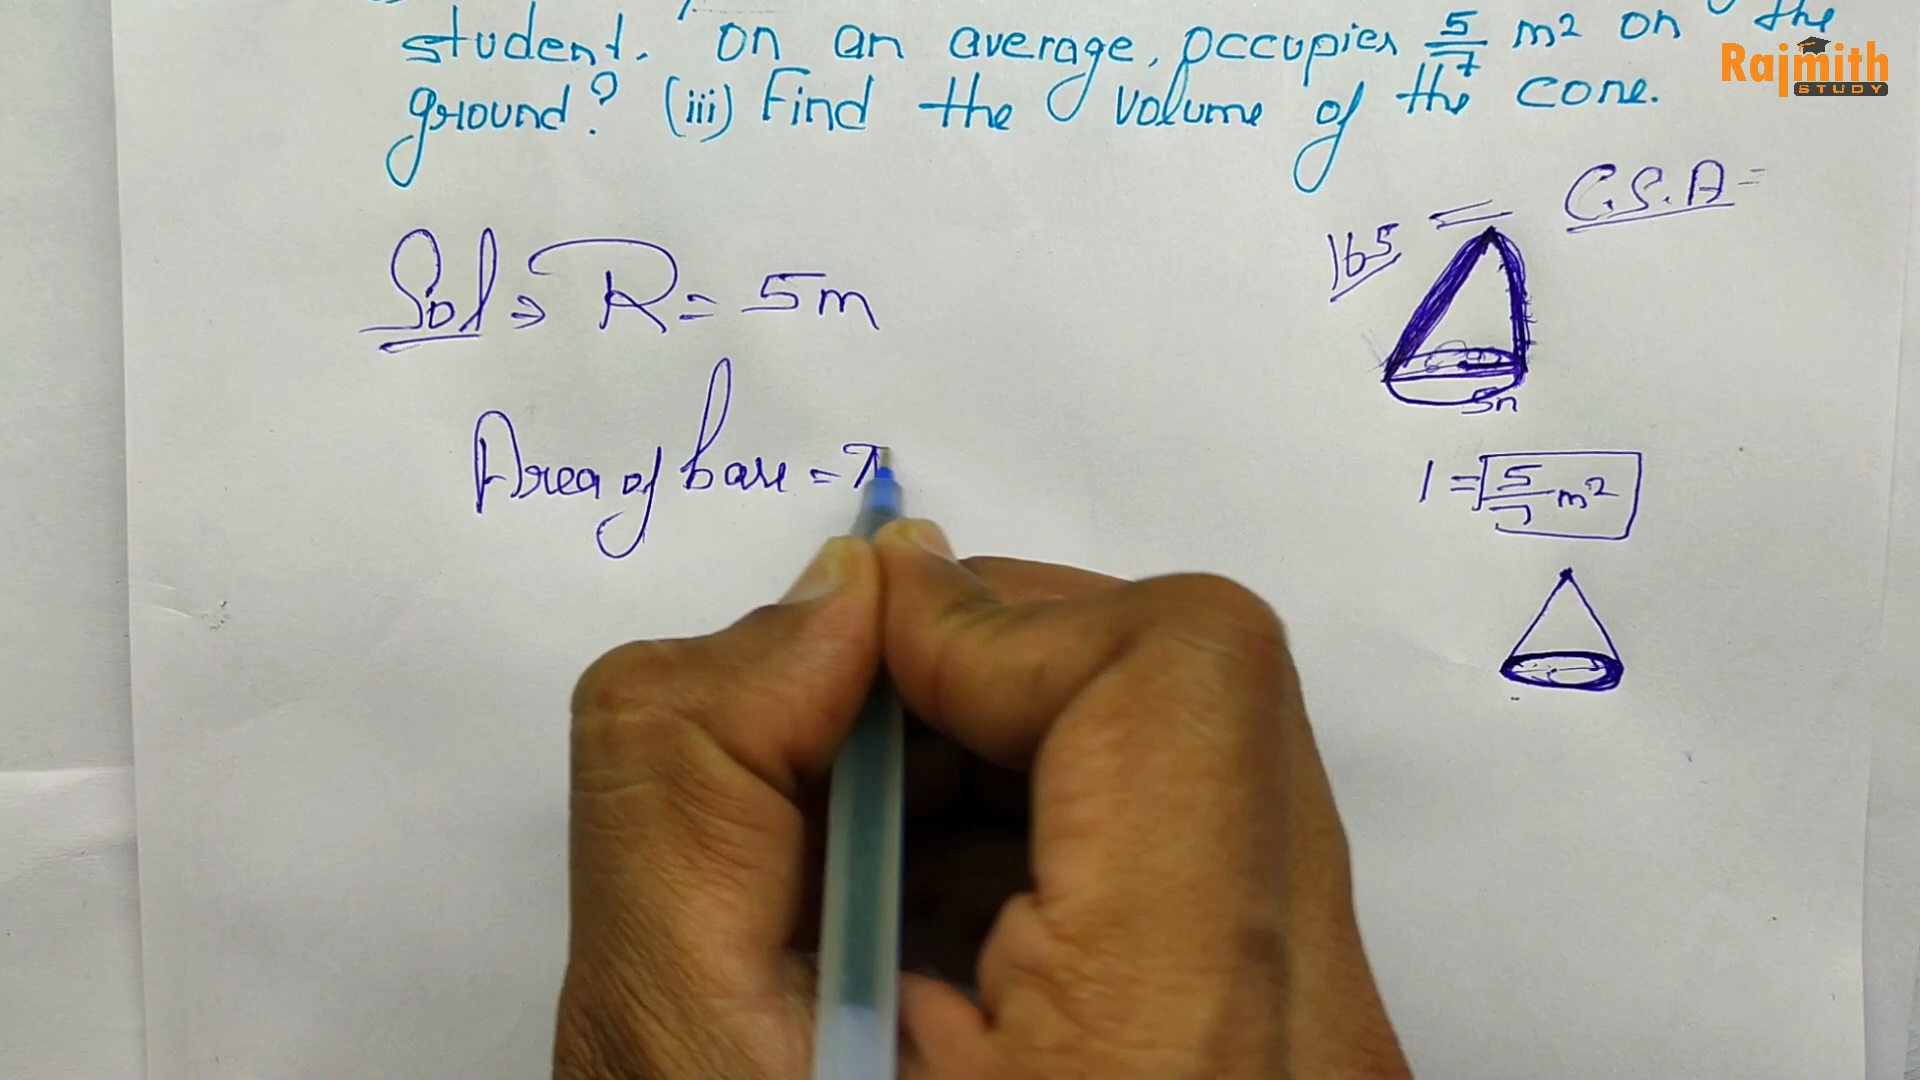 student. On an average, occupies 5/7 m² on the
ground? (iii) Find the volume of the cone.
Rajmith
STUDY
C.S.A =
165
Sol⇒ R = 5m
5m
Area of base = π
1 = 5/7 m²